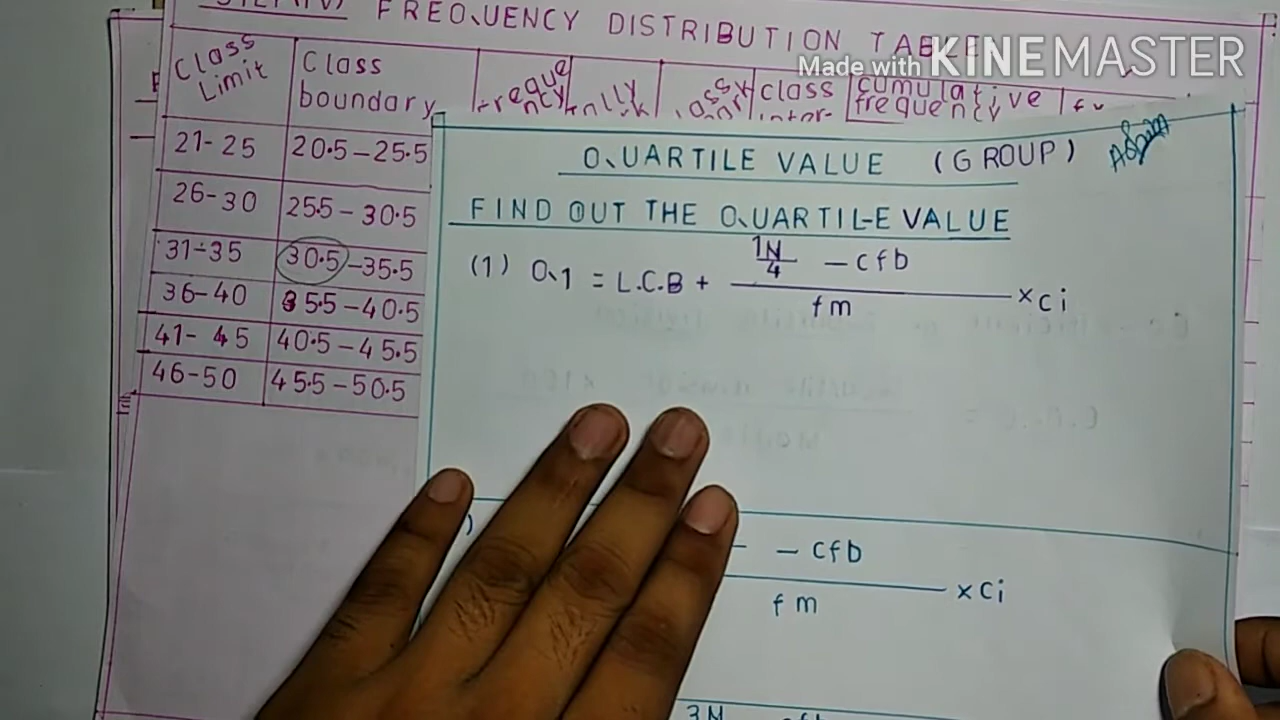 FREQUENCY DISTRIBUTION TABLE
Made with KINEMASTER
Class Limit
Class boundary
Frequency
class
cumulative
frequency
21-25 20.5-25.5
26-30 25.5-30.5
31-35 30.5-35.5
36-40 35.5-40.5
41-45 40.5-45.5
46-50 45.5-50.5
QUARTILE VALUE (GROUP)
FIND OUT THE QUARTILE VALUE
(1) Q1 = L.C.B + 1N/4 - cfb / fm × ci
- cfb
fm × ci
3N